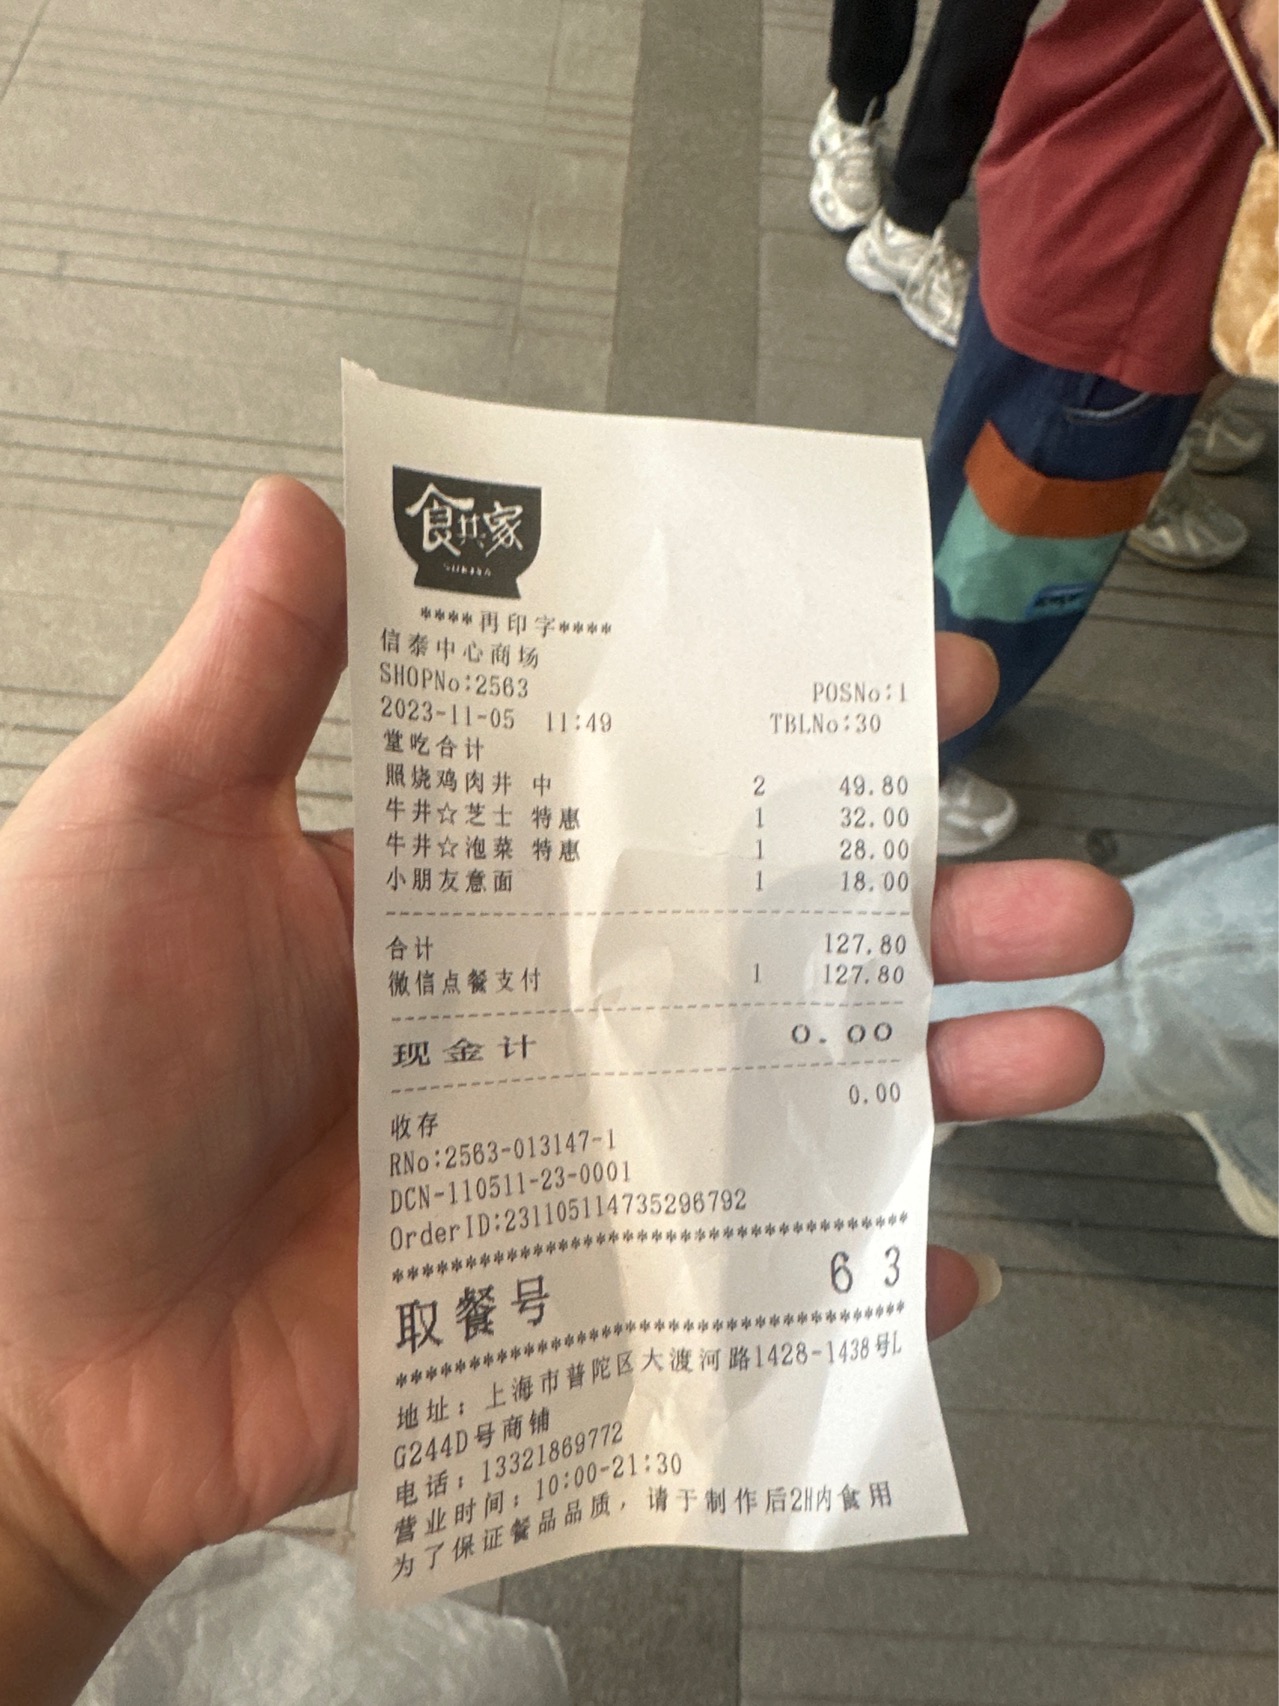 食其家
****再印字****
信泰中心商场
SHOPNo:2563 POSNo:1
2023-11-05 11:49 TBLNo:30
堂吃合计
照烧鸡肉井 中 2 49.80
牛井☆芝士 特惠 1 32.00
牛井☆泡菜 特惠 1 28.00
小朋友意面 1 18.00
合计 127.80
微信点餐支付 1 127.80
现金计 0.00
收存 0.00
RNo:2563-013147-1
DCN-110511-23-0001
OrderID:231105114735296792
****************************************
取餐号 63
****************************************
地址：上海市普陀区大渡河路1428-1438号L
G244D号商铺
电话：13321869772
营业时间：10:00-21:30
为了保证餐品品质，请于制作后2H内食用